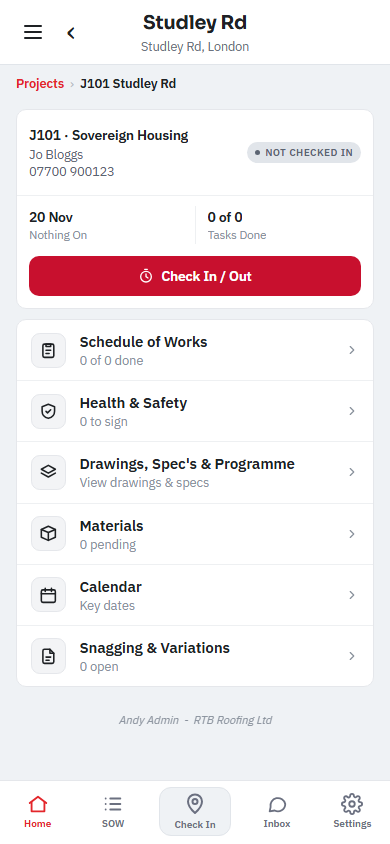 Studley Rd
Studley Rd, London
Projects › J101 Studley Rd
J101 · Sovereign Housing
Jo Bloggs
07700 900123
NOT CHECKED IN
20 Nov
Nothing On
0 of 0
Tasks Done
Check In / Out
Schedule of Works
0 of 0 done
Health & Safety
0 to sign
Drawings, Spec's & Programme
View drawings & specs
Materials
0 pending
Calendar
Key dates
Snagging & Variations
0 open
Andy Admin - RTB Roofing Ltd
Home
SOW
Check In
Inbox
Settings